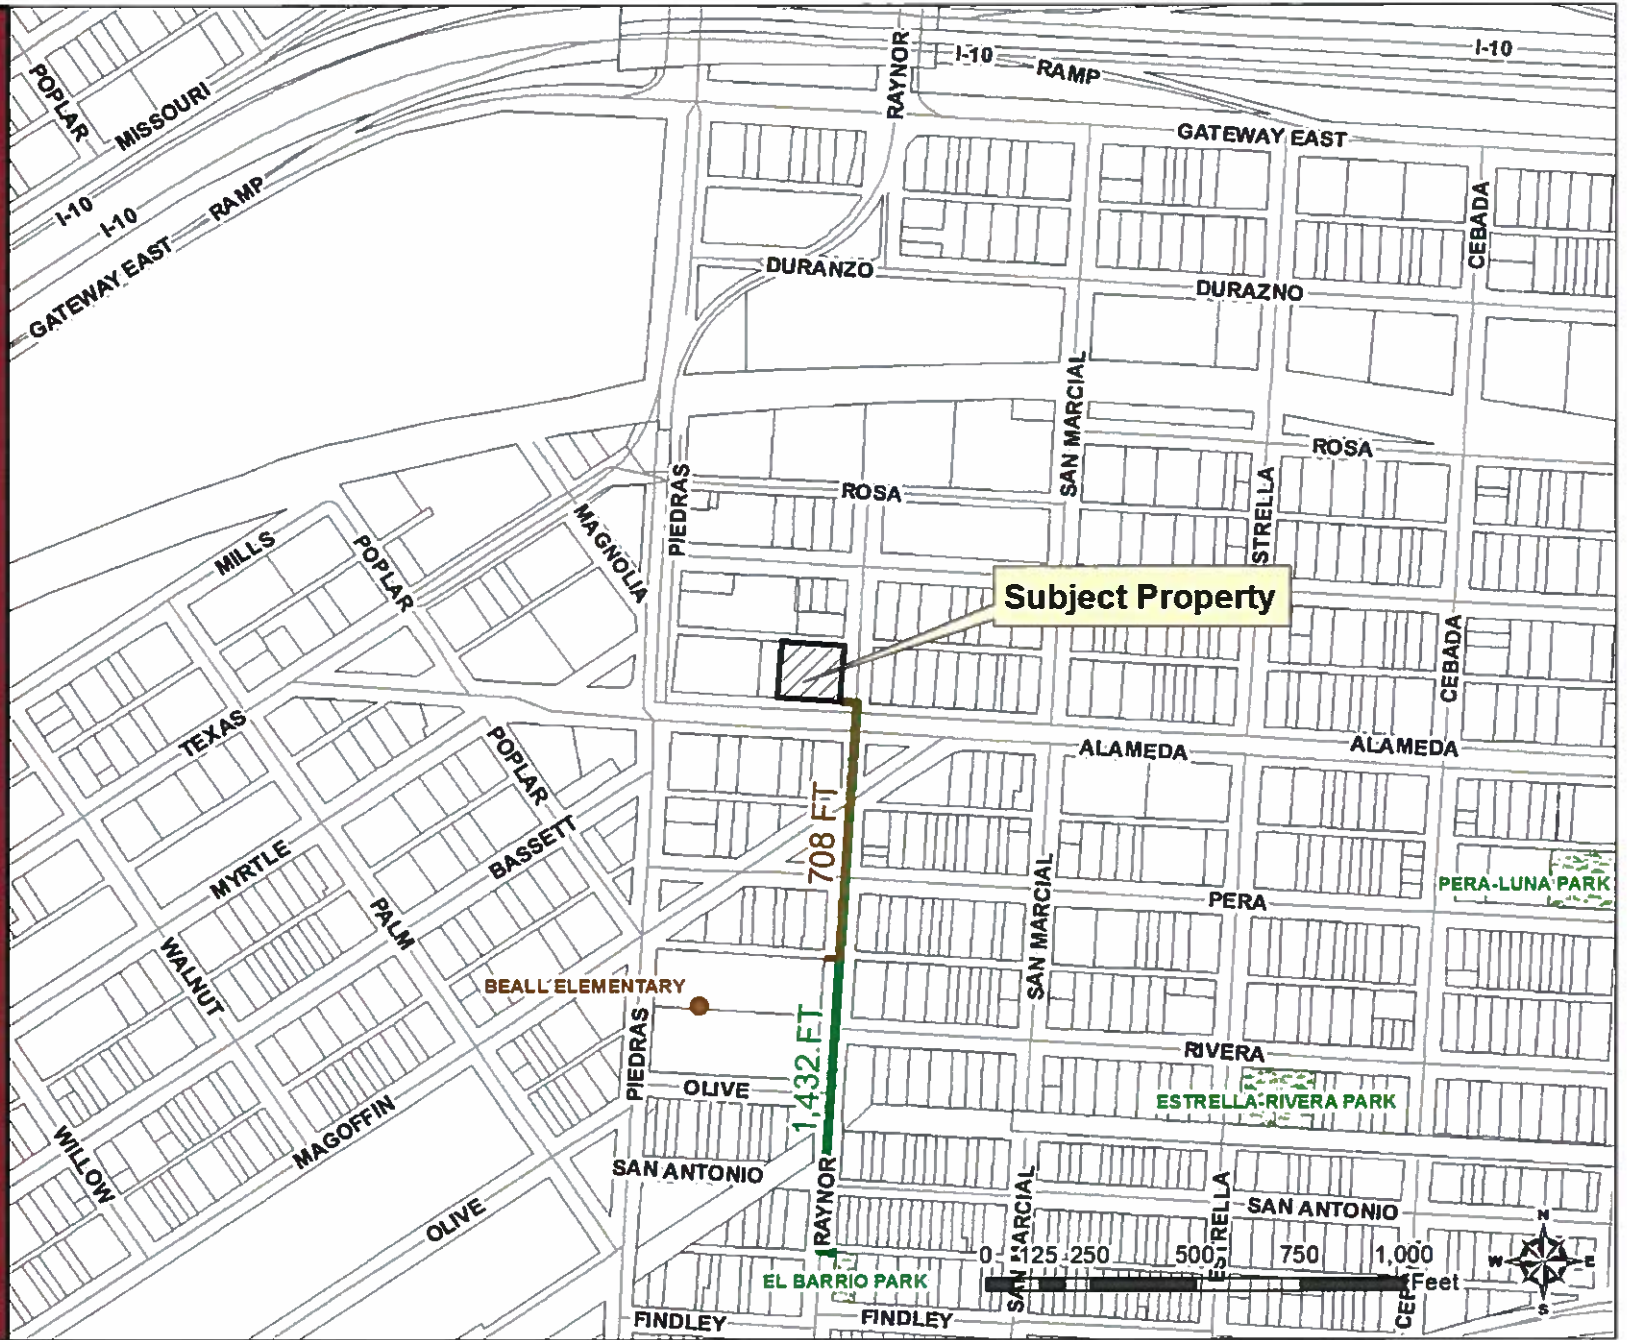 RAYNOR
I-10
I-10
RAMP
POPLAR
MISSOURI
GATEWAY EAST
I-10
I-10
RAMP
GATEWAY EAST
CEBADA
DURANZO
DURAZNO
SAN MARCIAL
ROSA
PIEDRAS
ROSA
STRELLA
MAGNOLIA
MILLS
POPLAR
Subject Property
CEBADA
TEXAS
POPLAR
ALAMEDA
ALAMEDA
708 FT
BASSETT
MYRTLE
PERA-LUNA PARK
PERA
SAN MARCIAL
PALM
WALNUT
BEALL ELEMENTARY
PIEDRAS
1,432 FT
RIVERA
OLIVE
ESTRELLA-RIVERA PARK
MAGOFFIN
WILLOW
SAN ANTONIO
RAYNOR
SAN MARCIAL
ESTRELLA
SAN ANTONIO
OLIVE
N
W
E
S
0 125 250 500 750 1,000
Feet
EL BARRIO PARK
FINDLEY
FINDLEY